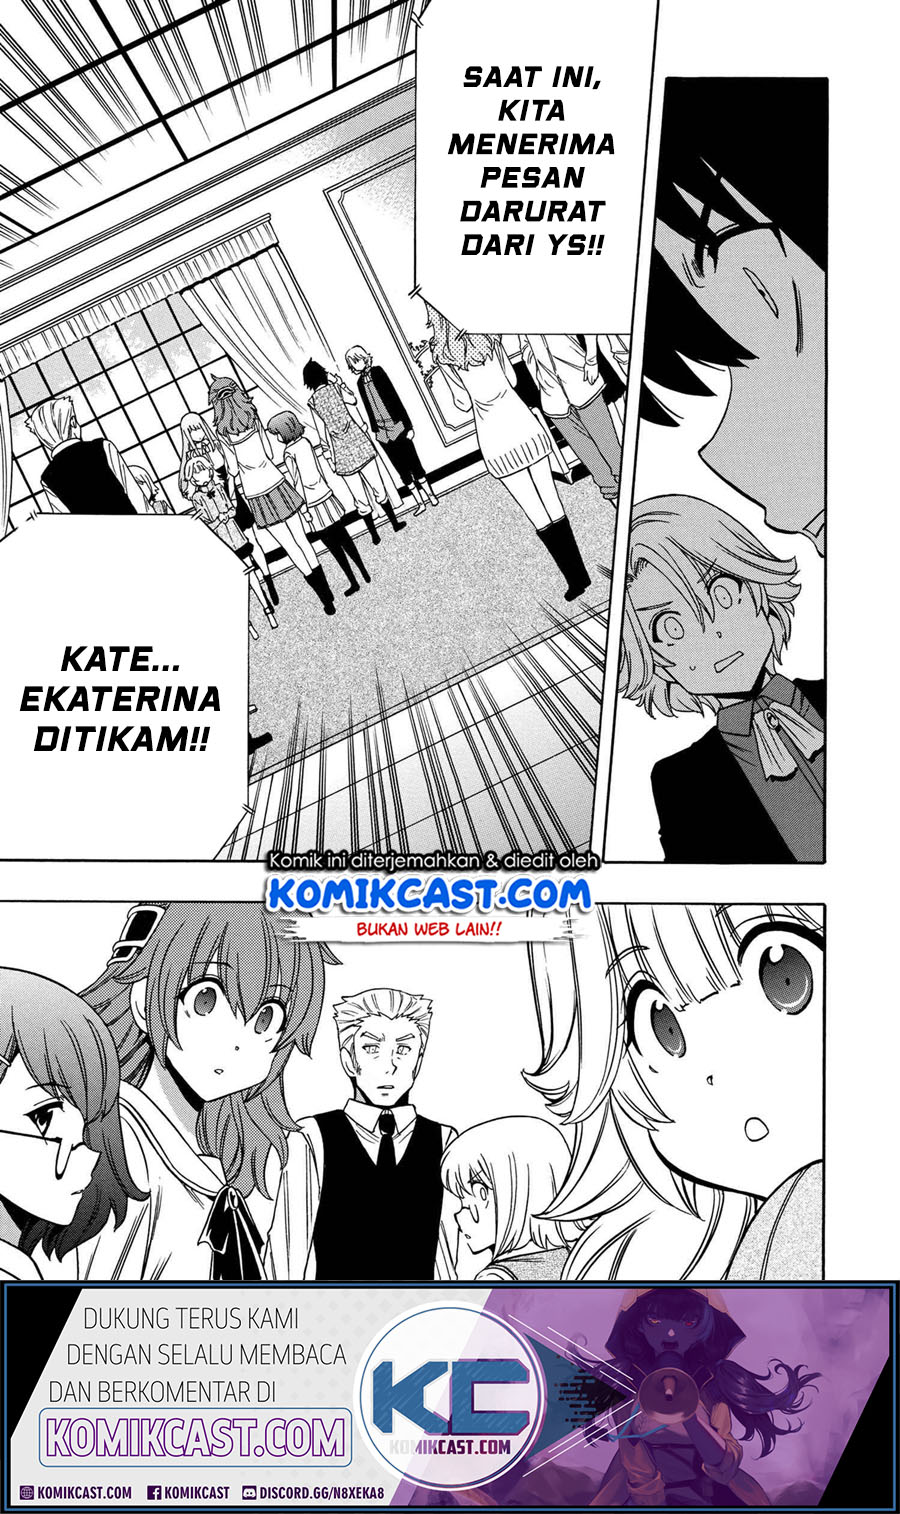 SAAT INI,
KITA
MENERIMA
PESAN
DARURAT
DARI YS!!
KATE...
EKATERINA
DITIKAM!!
Komik ini diterjemahkan & diedit oleh
KOMIKCAST.COM
BUKAN WEB LAIN!!
DUKUNG TERUS KAMI
DENGAN SELALU MEMBACA
DAN BERKOMENTAR DI
KOMIKCAST.COM
KC
KOMIKCAST.COM
KOMIKCAST.COM KOMIKCAST DISCORD.GG/N8XEKA8